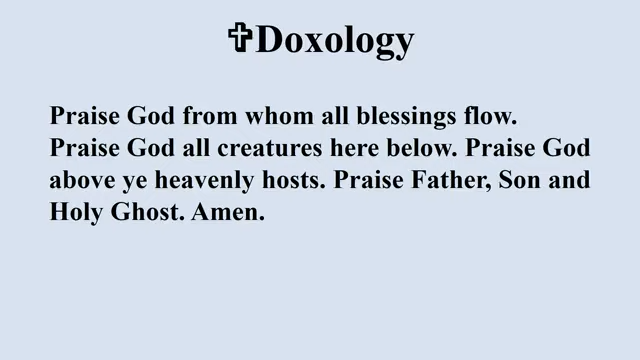 ✞Doxology
Praise God from whom all blessings flow.
Praise God all creatures here below. Praise God
above ye heavenly hosts. Praise Father, Son and
Holy Ghost. Amen.